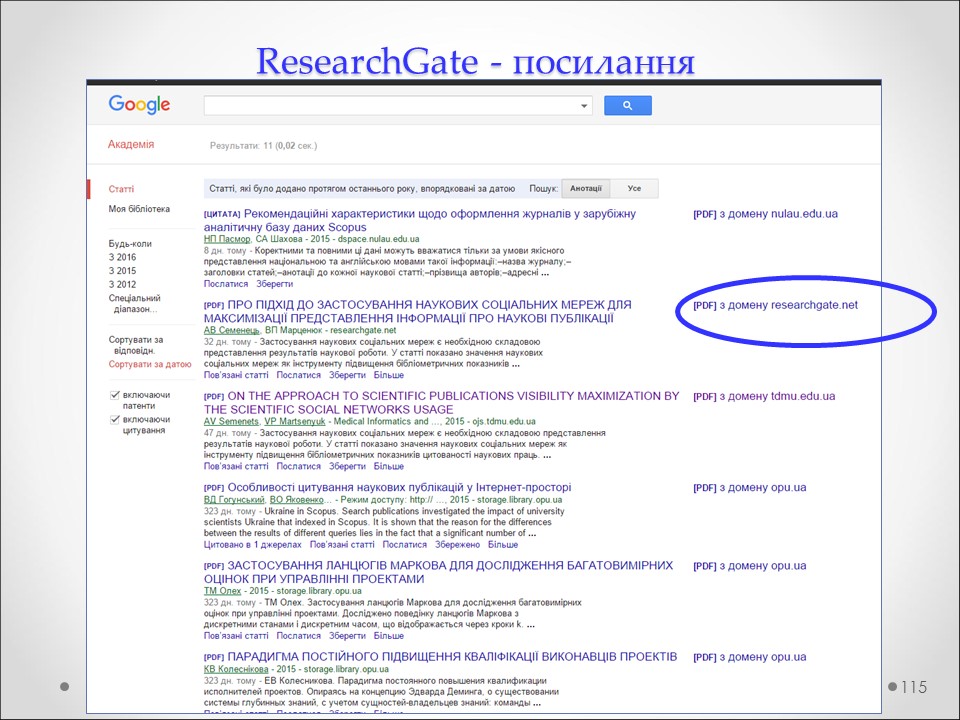 ResearchGate - посилання
Google
Академія
Результати: 11 (0,02 сек.)
Статті
Моя бібліотека
Будь-коли
З 2016
З 2015
З 2012
Спеціальний
діапазон...
Сортувати за
відповідн.
Сортувати за датою
включаючи
патенти
включаючи
цитування
Статті, які було додано протягом останнього року, впорядковані за датою Пошук: Анотації Усе
[ЦИТАТА] Рекомендаційні характеристики щодо оформлення журналів у зарубіжну
аналітичну базу даних Scopus
НП Пасмор, СА Шахова - 2015 - dspace.nulau.edu.ua
8 дн. тому - Коректними та повними ці дані можуть вважатися тільки за умови якісного
представлення національною та англійською мовами такої інформації:–назва журналу;–
заголовки статей;–анотації до кожної наукової статті;–прізвища авторів;–адресні ...
Послатися Зберегти
[PDF] з домену nulau.edu.ua
[PDF] ПРО ПІДХІД ДО ЗАСТОСУВАННЯ НАУКОВИХ СОЦІАЛЬНИХ МЕРЕЖ ДЛЯ
МАКСИМІЗАЦІЇ ПРЕДСТАВЛЕННЯ ІНФОРМАЦІЇ ПРО НАУКОВІ ПУБЛІКАЦІЇ
АВ Семенець, ВП Марценюк - researchgate.net
32 дн. тому - Застосування наукових соціальних мереж є необхідною складовою
представлення результатів наукової роботи. У статті показано значення наукових
соціальних мереж як інструменту підвищення бібліометричних показників ...
Пов'язані статті Послатися Зберегти Більше
[PDF] з домену researchgate.net
[PDF] ON THE APPROACH TO SCIENTIFIC PUBLICATIONS VISIBILITY MAXIMIZATION BY
THE SCIENTIFIC SOCIAL NETWORKS USAGE
AV Semenets, VP Martsenyuk - Medical Informatics and ..., 2015 - ojs.tdmu.edu.ua
47 дн. тому - Застосування наукових соціальних мереж є необхідною складовою представлення
результатів наукової роботи. У статті показано значення наукових соціальних мереж як
інструменту підвищення бібліометричних показників цитованості наукових праць. ...
Пов'язані статті Послатися Зберегти Більше
[PDF] з домену tdmu.edu.ua
[PDF] Особливості цитування наукових публікацій у Інтернет-просторі
ВД Гогунський, ВО Яковенко... - Режим доступу: http:// ..., 2015 - storage.library.opu.ua
323 дн. тому - Ukraine in Scopus. Search publications investigated the impact of university
scientists Ukraine that indexed in Scopus. It is shown that the reason for the differences
between the results of different queries lies in the fact that a significant number of ...
Цитовано в 1 джерелах Пов'язані статті Послатися Збережено Більше
[PDF] з домену opu.ua
[PDF] ЗАСТОСУВАННЯ ЛАНЦЮГІВ МАРКОВА ДЛЯ ДОСЛІДЖЕННЯ БАГАТОВИМІРНИХ
ОЦІНОК ПРИ УПРАВЛІННІ ПРОЕКТАМИ
ТМ Олех - 2015 - storage.library.opu.ua
323 дн. тому - ТМ Олех. Застосування ланцюгів Маркова для дослідження багатовимірних
оцінок при управлінні проектами. Досліджено поведінку ланцюгів Маркова з
дискретними станами і дискретним часом, що відображається через кроки k. ...
Пов'язані статті Послатися Зберегти Більше
[PDF] з домену opu.ua
[PDF] ПАРАДИГМА ПОСТІЙНОГО ПІДВИЩЕННЯ КВАЛІФІКАЦІЇ ВИКОНАВЦІВ ПРОЕКТІВ
КВ Колеснікова - 2015 - storage.library.opu.ua
323 дн. тому - ЕВ Колесникова. Парадигма постоянного повышения квалификации
исполнителей проектов. Опираясь на концепцию Эдварда Деминга, о существовании
системы глубинных знаний, с учетом сущностей-владельцев знаний: команды ...
Пов'язані статті Послатися Зберегти Більше
[PDF] з домену opu.ua
115